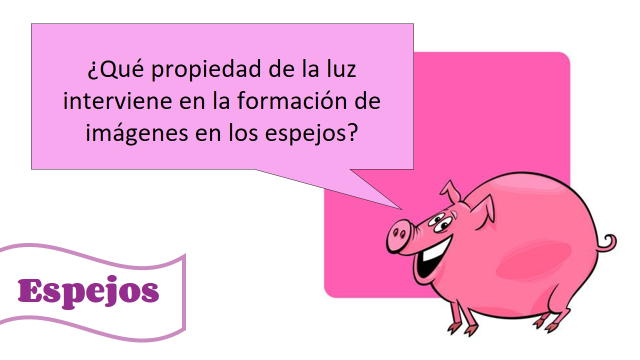 ¿Qué propiedad de la luz
interviene en la formación de
imágenes en los espejos?
Espejos